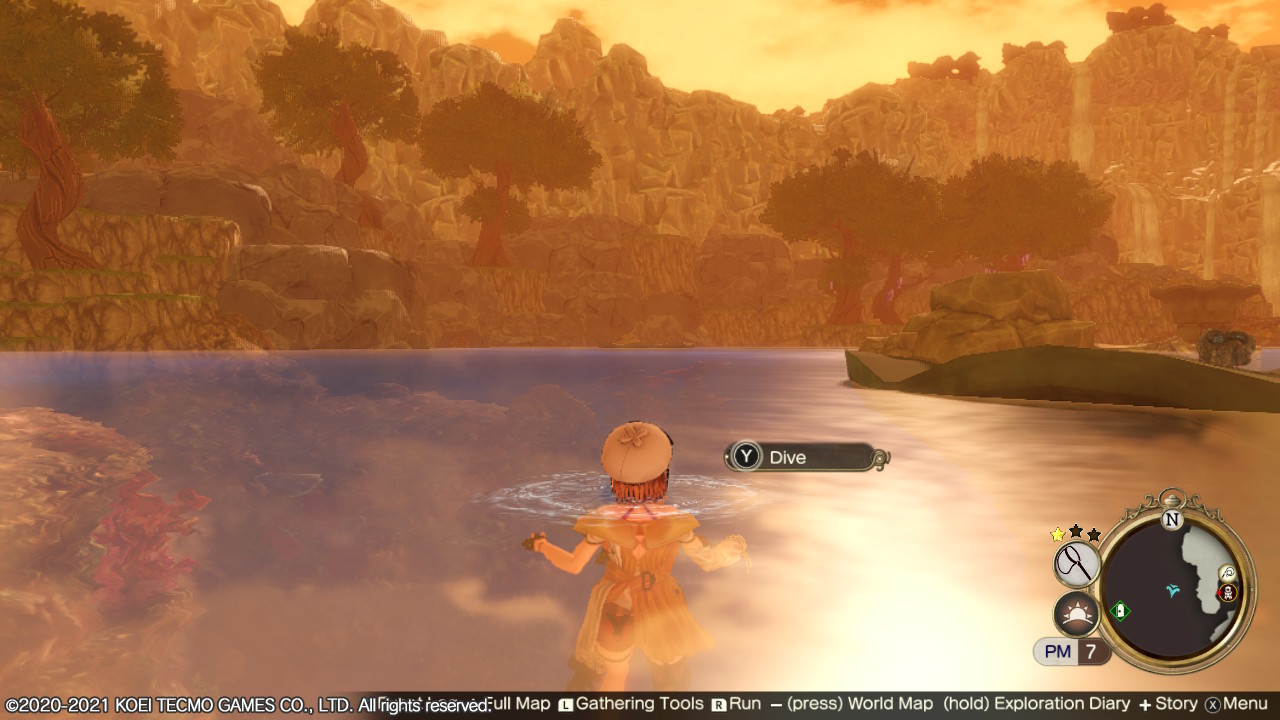 Y Dive
N
PM 7
©2020-2021 KOEI TECMO GAMES CO., LTD. All rights reserved. Full Map L Gathering Tools R Run − (press) World Map (hold) Exploration Diary + Story X Menu